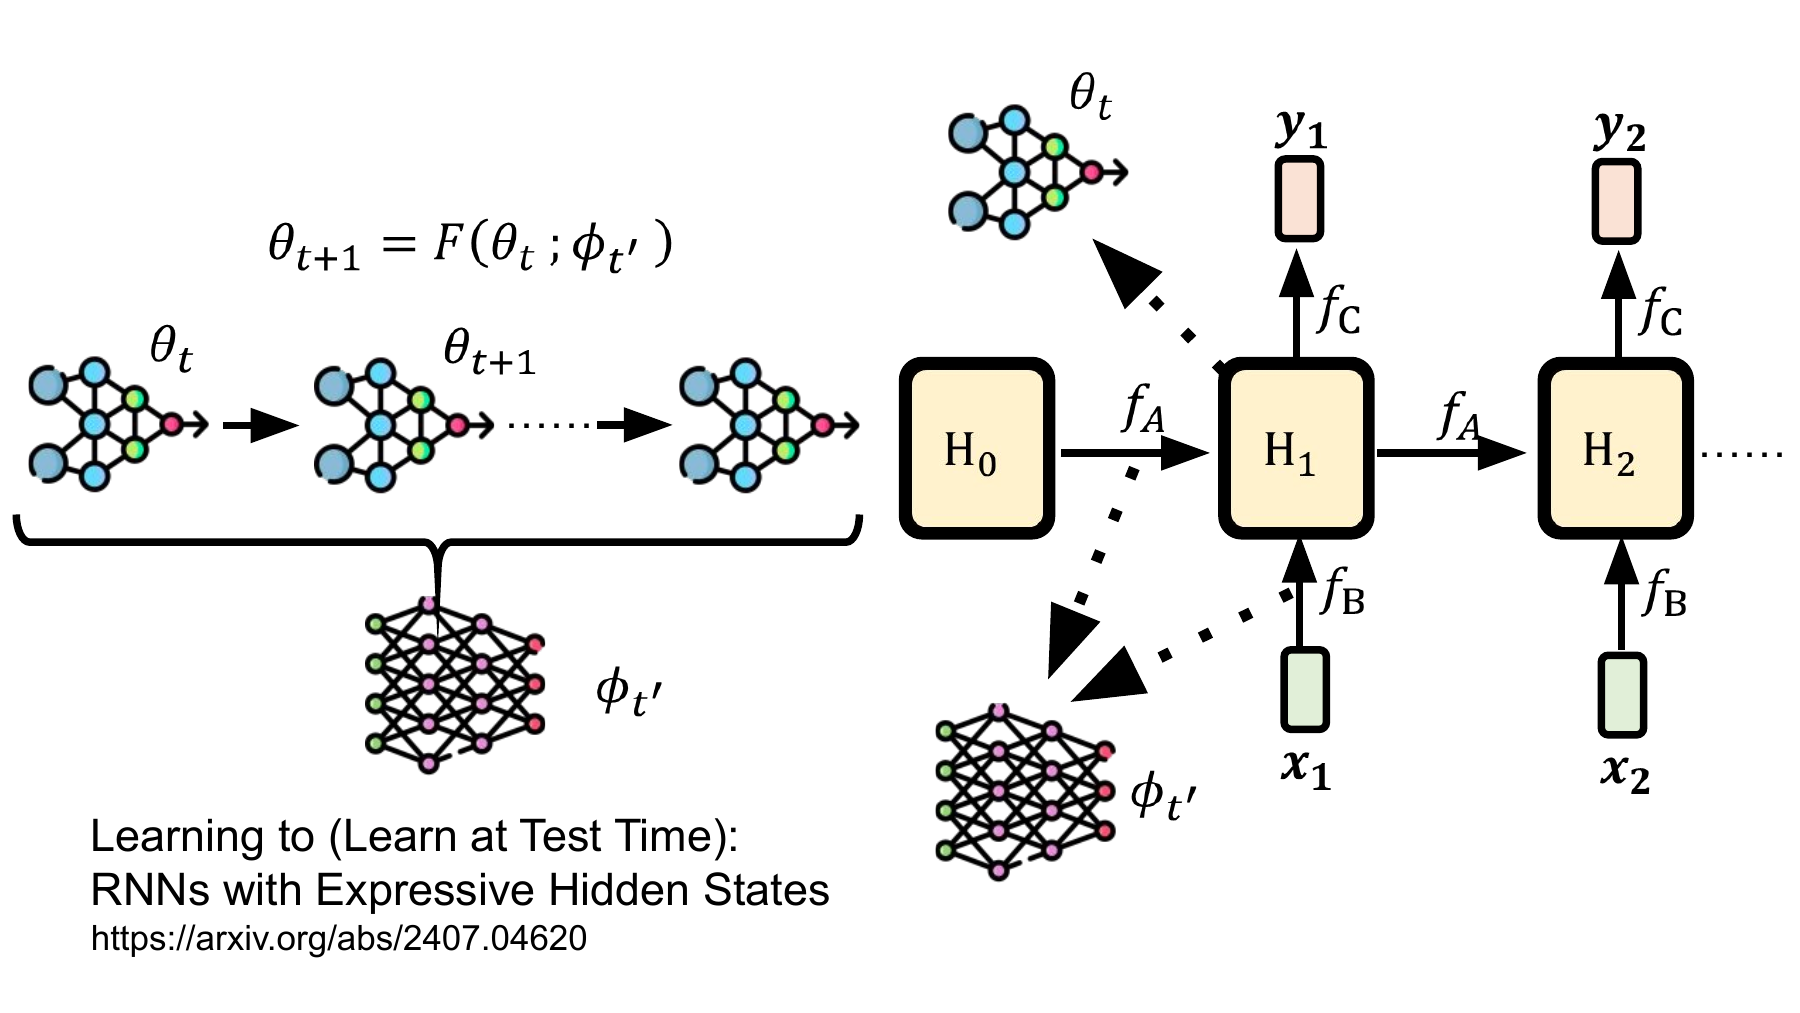 θt+1 = F(θt ; ϕt′ )
θt
θt+1
ϕt′
Learning to (Learn at Test Time):
RNNs with Expressive Hidden States
https://arxiv.org/abs/2407.04620
θt
y1
y2
fC
fC
fA
fA
H0
H1
H2
......
fB
fB
x1
x2
ϕt′